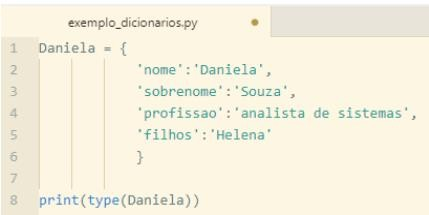 exemplo_dicionarios.py
1 Daniela = {
2 'nome':'Daniela',
3 'sobrenome':'Souza',
4 'profissao':'analista de sistemas',
5 'filhos':'Helena'
6 }
7
8 print(type(Daniela))